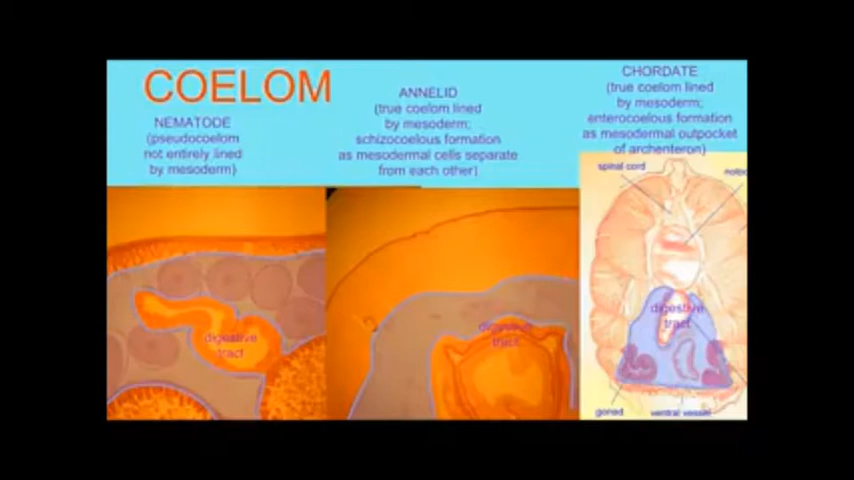 COELOM
NEMATODE
(pseudocoelom
not entirely lined
by mesoderm)
ANNELID
(true coelom lined
by mesoderm;
schizocoelous formation
as mesodermal cells separate
from each other)
CHORDATE
(true coelom lined
by mesoderm;
enterocoelous formation
as mesodermal outpocket
of archenteron)
spinal cord
digestive
tract
digestive
tract
digestive
tract
gonad
ventral vessel